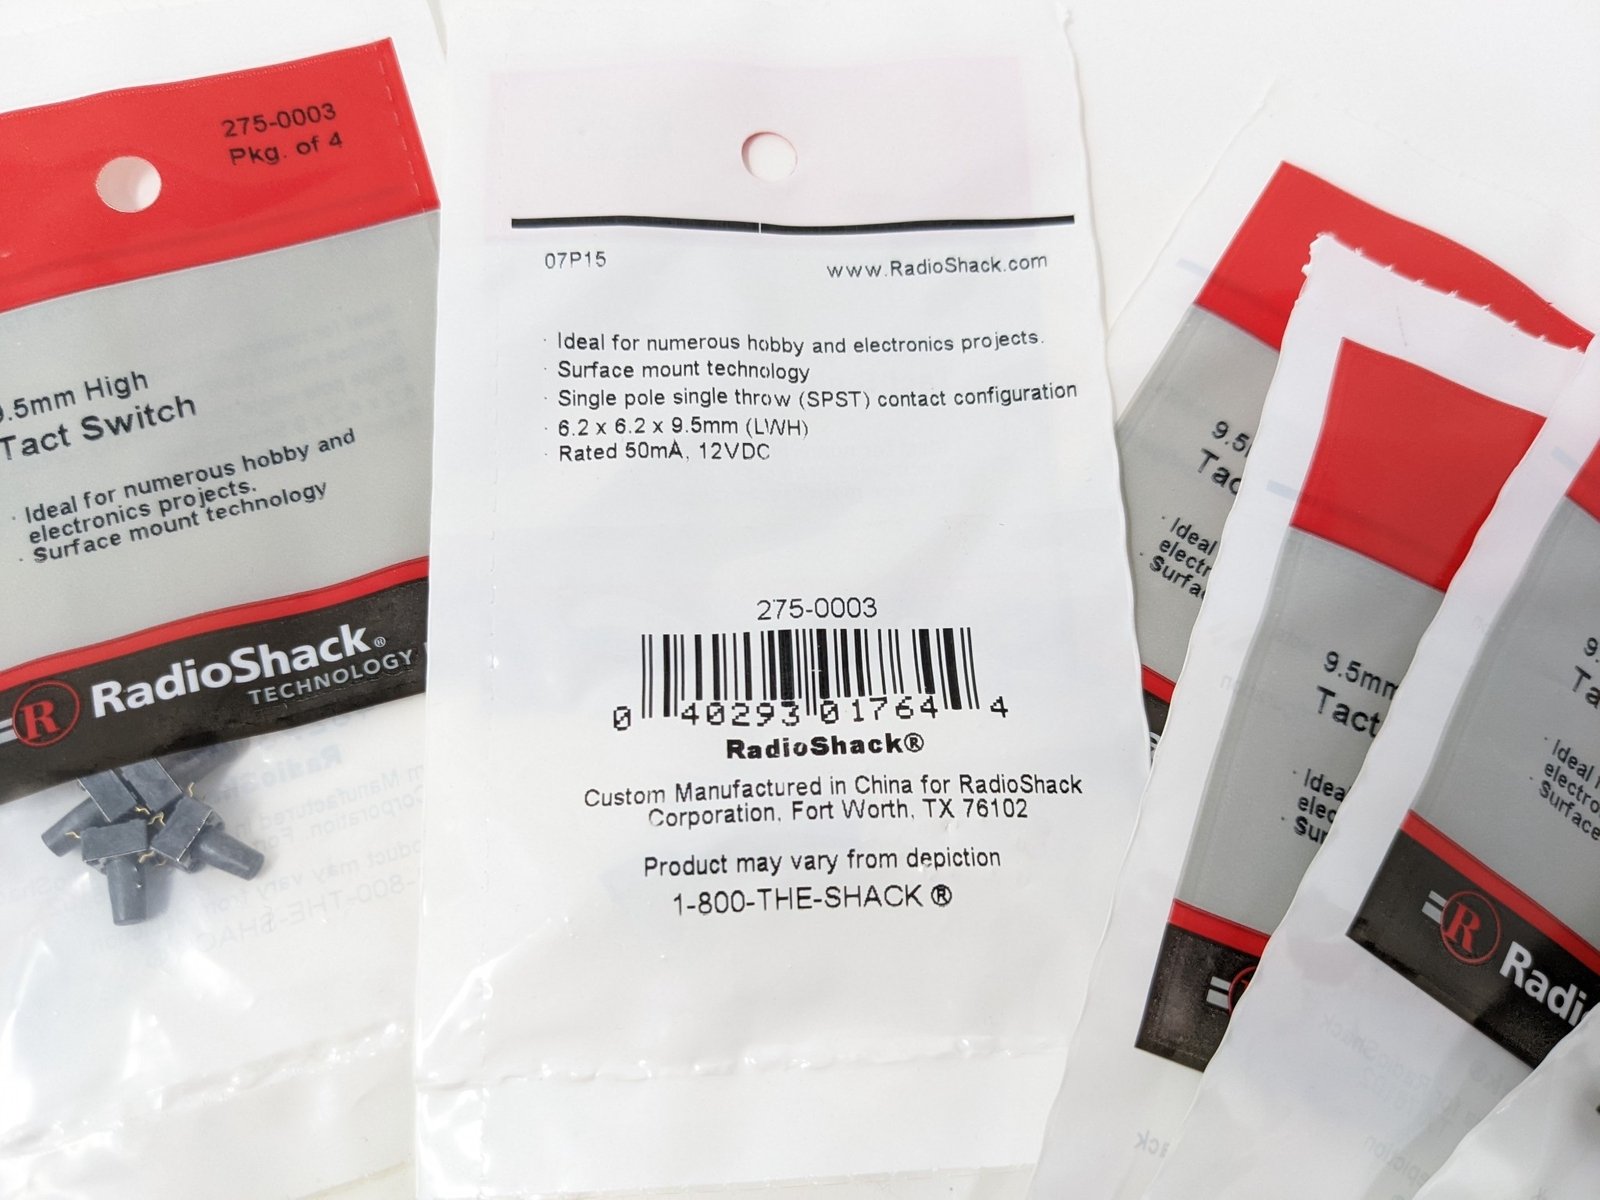 275-0003
Pkg. of 4
9.5mm High
Tact Switch
· Ideal for numerous hobby and
electronics projects.
· Surface mount technology
R RadioShack®
TECHNOLOGY
07P15
www.RadioShack.com
· Ideal for numerous hobby and electronics projects.
· Surface mount technology
· Single pole single throw (SPST) contact configuration
· 6.2 x 6.2 x 9.5mm (LWH)
· Rated 50mA, 12VDC
275-0003
0 40293 01764 4
RadioShack®
Custom Manufactured in China for RadioShack
Corporation, Fort Worth, TX 76102
Product may vary from depiction
1-800-THE-SHACK ®
· Ideal
9.5mm
Tact
· Ideal
R